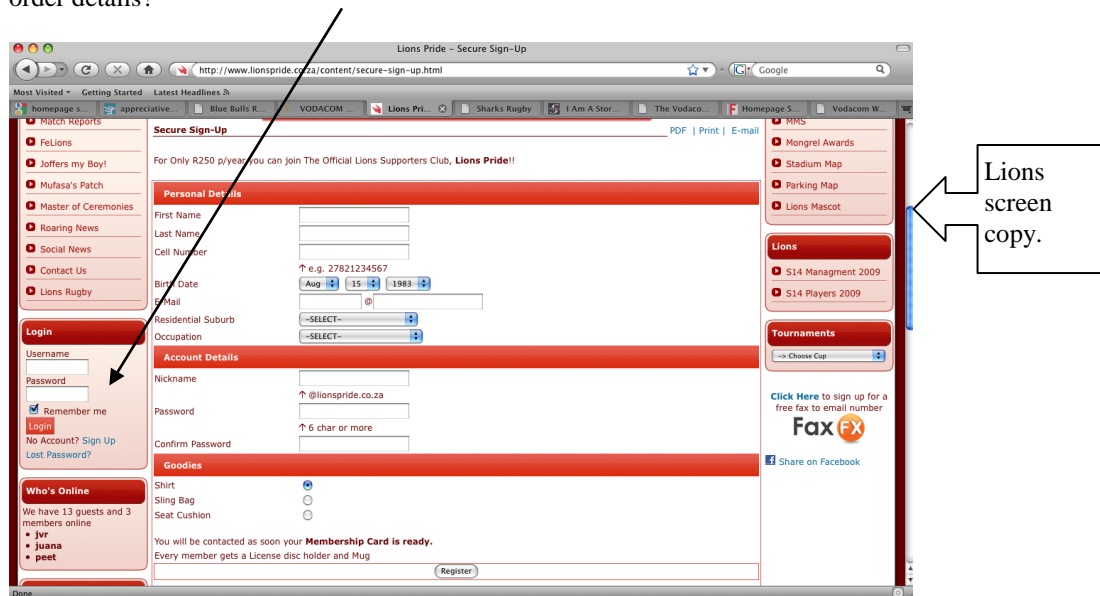 order details?
Lions Pride – Secure Sign-Up
http://www.lionspride.co.za/content/secure-sign-up.html
Google
Most Visited Getting Started Latest Headlines
homepage s... appreciative... Blue Bulls R... VODACOM ... Lions Pri... Sharks Rugby I Am A Stor... The Vodaco... Homepage S... Vodacom W...
Match Reports
FeLions
Joffers my Boy!
Mufasa's Patch
Master of Ceremonies
Roaring News
Social News
Contact Us
Lions Rugby
Login
Username
Password
Remember me
Login
No Account? Sign Up
Lost Password?
Who's Online
We have 13 guests and 3
members online
• jvr
• juana
• peet
Secure Sign-Up
PDF | Print | E-mail
For Only R250 p/year you can join The Official Lions Supporters Club, Lions Pride!!
Personal Details
First Name
Last Name
Cell Number
↑ e.g. 27821234567
Birth Date Aug 15 1983
E-Mail @
Residential Suburb -SELECT-
Occupation -SELECT-
Account Details
Nickname
↑ @lionspride.co.za
Password
↑ 6 char or more
Confirm Password
Goodies
Shirt
Sling Bag
Seat Cushion
You will be contacted as soon your Membership Card is ready.
Every member gets a License disc holder and Mug
Register
MMS
Mongrel Awards
Stadium Map
Parking Map
Lions Mascot
Lions
S14 Managment 2009
S14 Players 2009
Tournaments
-> Choose Cup
Click Here to sign up for a
free fax to email number
Fax FX
Share on Facebook
Done
Lions
screen
copy.